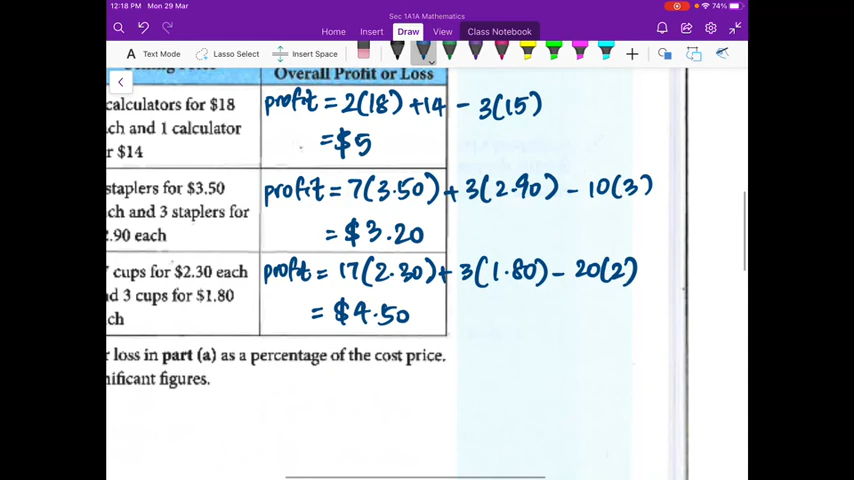 12:18 PM Mon 29 Mar
Sec 1A1A Mathematics
74%
Home Insert Draw View Class Notebook
Text Mode Lasso Select Insert Space
Overall Profit or Loss
calculators for $18
ch and 1 calculator
r $14
profit = 2(18) +14 - 3(15)
= $5
staplers for $3.50
ch and 3 staplers for
.90 each
profit = 7(3.50) + 3(2.90) - 10(3)
= $3.20
cups for $2.30 each
d 3 cups for $1.80
ch
profit = 17(2.30) + 3(1.80) - 20(2)
= $4.50
r loss in part (a) as a percentage of the cost price.
nificant figures.